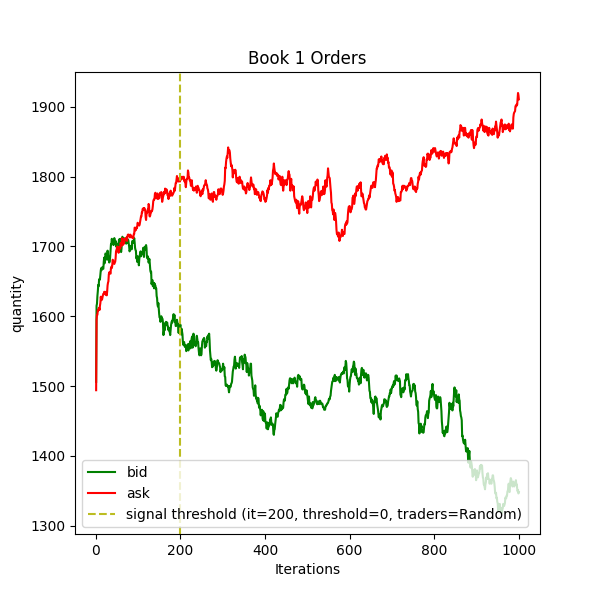 Book 1 Orders
quantity
1900
1800
1700
1600
1500
1400
1300
bid
ask
signal threshold (it=200, threshold=0, traders=Random)
0 200 400 600 800 1000
Iterations